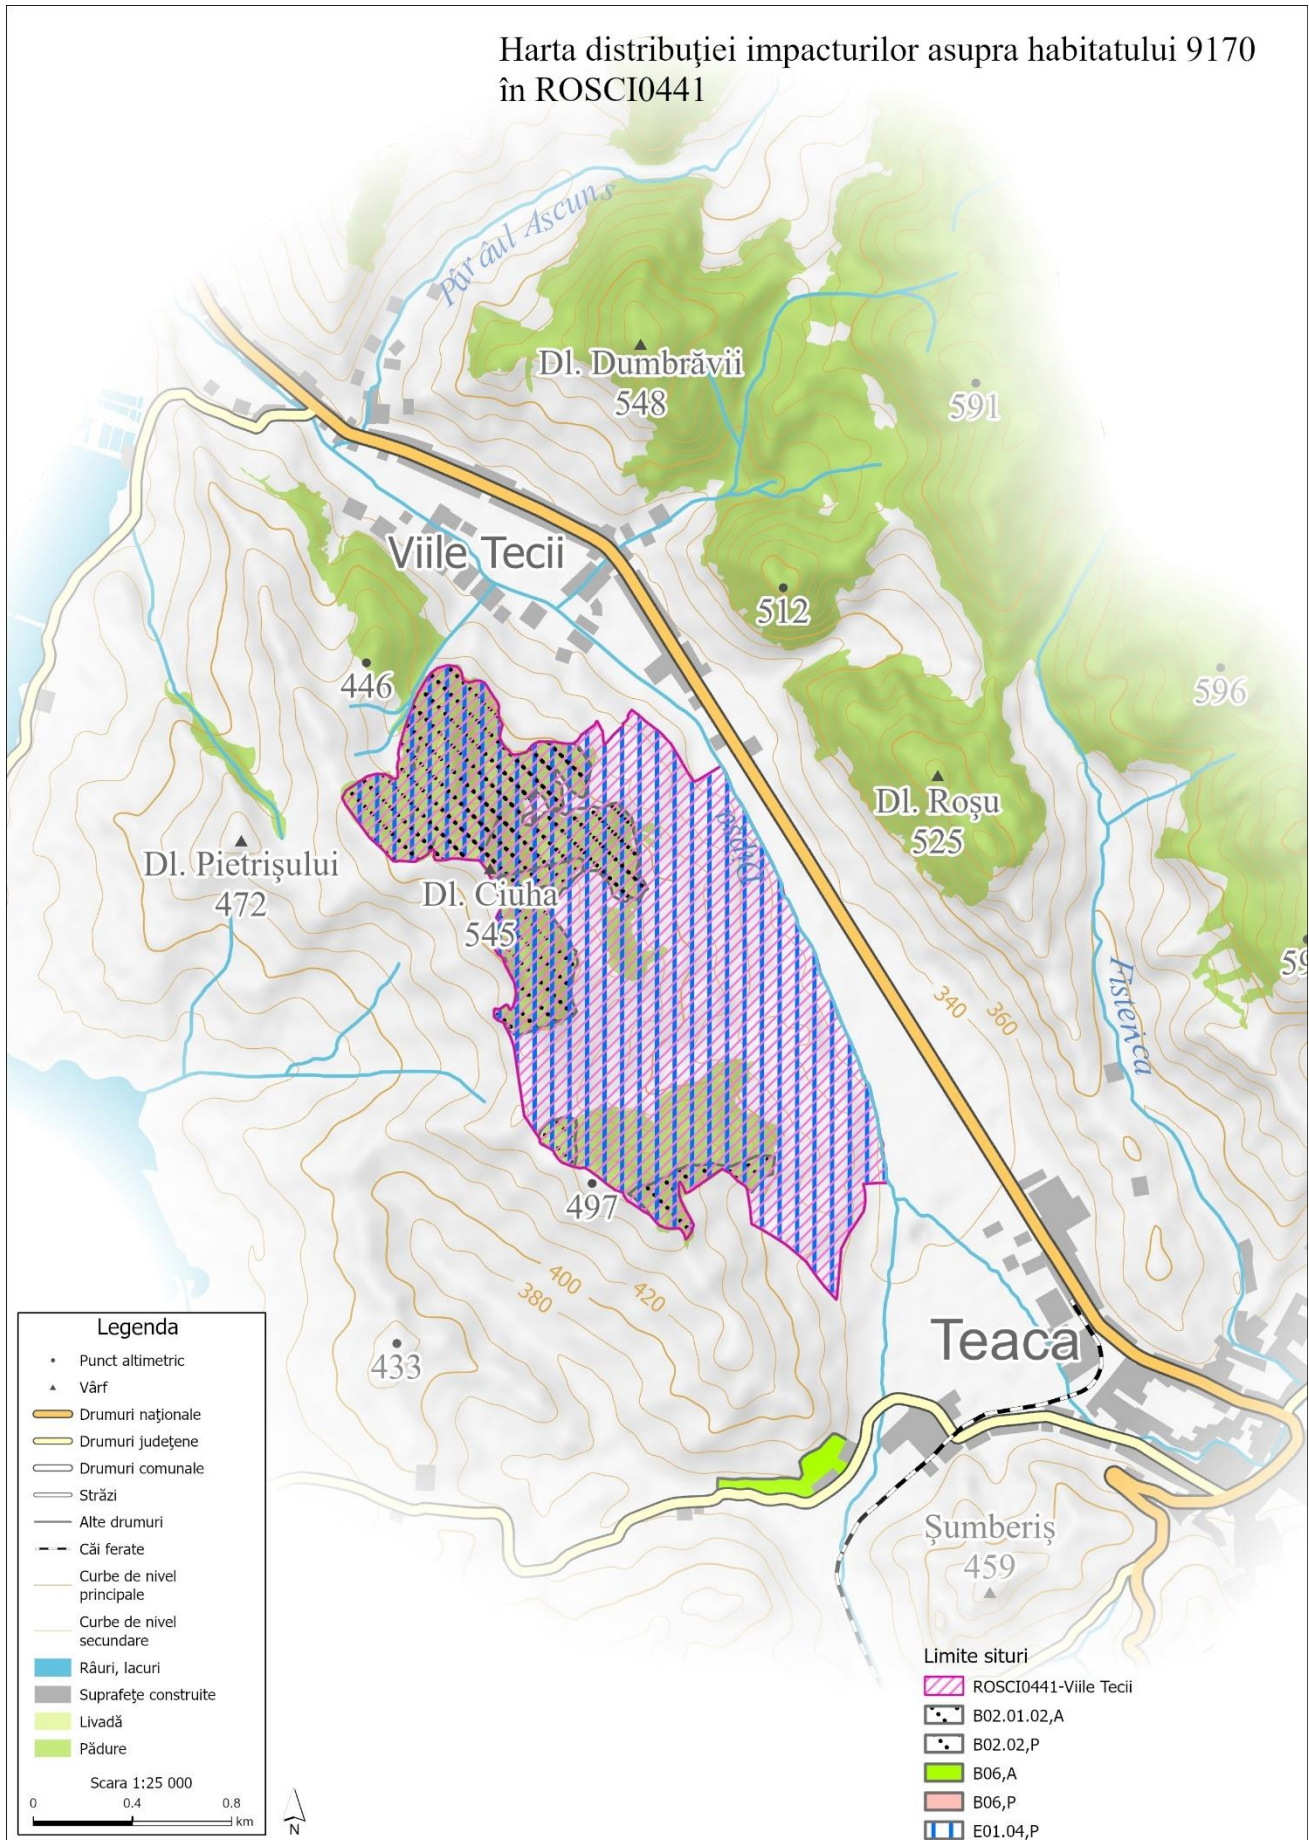 Harta distribuţiei impacturilor asupra habitatului 9170
în ROSCI0441
Pârâul Ascuns
Dl. Dumbrăvii
548
591
Viile Tecii
512
446
596
Dl. Roşu
525
Dl. Pietrişului
472
Dl. Ciuha
545
340
360
Fisterica
497
400
420
380
433
Teaca
Şumberiş
459
Legenda
Punct altimetric
Vârf
Drumuri naţionale
Drumuri judeţene
Drumuri comunale
Străzi
Alte drumuri
Căi ferate
Curbe de nivel
principale
Curbe de nivel
secundare
Râuri, lacuri
Suprafeţe construite
Livadă
Pădure
Scara 1:25 000
0 0.4 0.8
km
N
Limite situri
ROSCI0441-Viile Tecii
B02.01.02,A
B02.02,P
B06,A
B06,P
E01.04,P